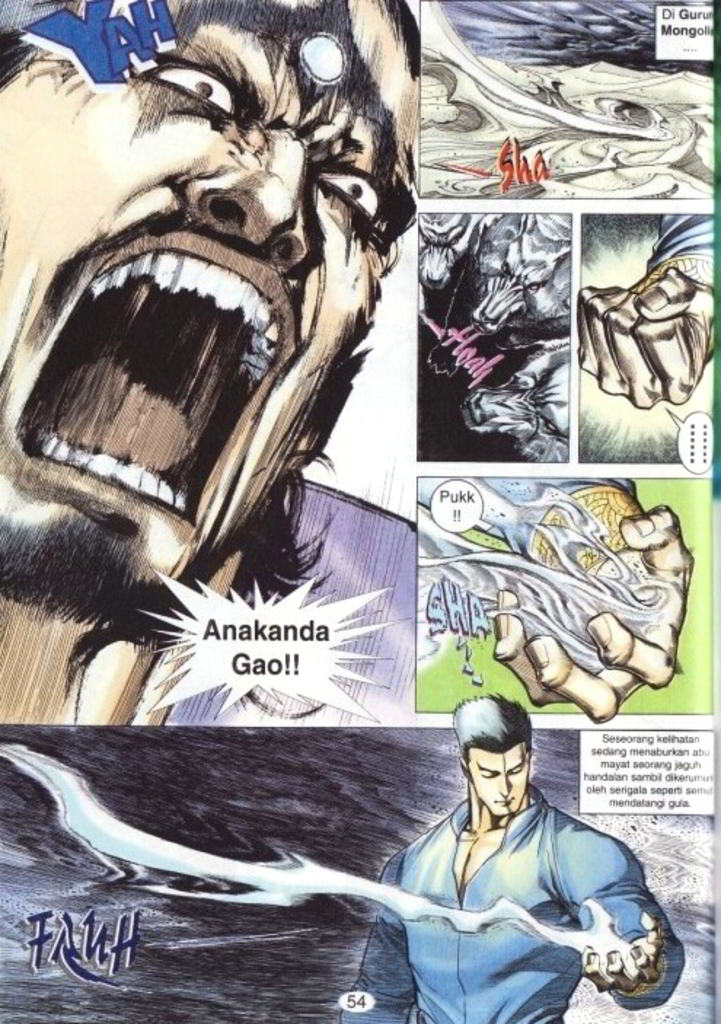 YAH
Anakanda
Gao!!
Di Gurun
Mongolia
....
Sha
Hoah
Pukk
!!
SHA
Seseorang kelihatan
sedang menaburkan abu
mayat seorang jaguh
handalan sambil dikerumuni
oleh serigala seperti semut
mendatangi gula.
54